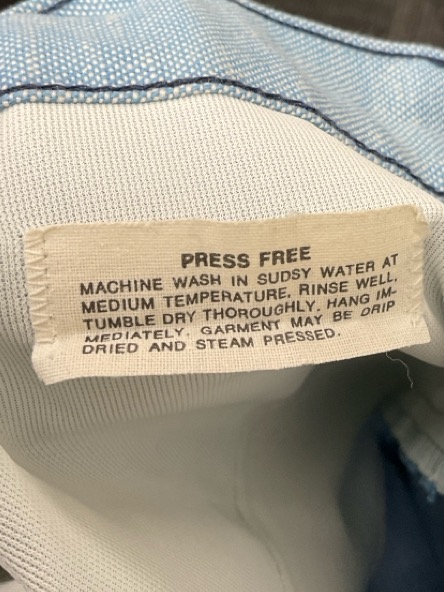 PRESS FREE
MACHINE WASH IN SUDSY WATER AT
MEDIUM TEMPERATURE, RINSE WELL,
TUMBLE DRY THOROUGHLY. HANG IM-
MEDIATELY. GARMENT MAY BE DRIP
DRIED AND STEAM PRESSED.